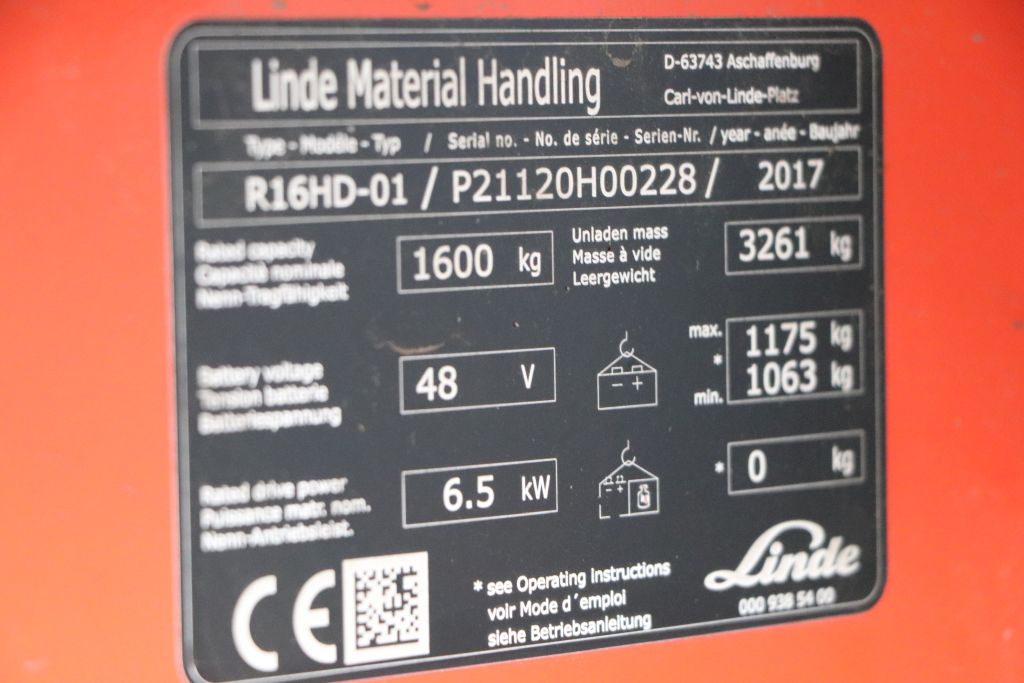 Linde Material Handling
D-63743 Aschaffenburg
Carl-von-Linde-Platz
Type - Modèle - Typ / Serial no. - No. de série - Serien-Nr. / year - anée - Baujahr
R16HD-01 / P21120H00228 / 2017
Rated capacity
Capacité nominale
Nenn-Tragfähigkeit
1600 kg
Unladen mass
Masse à vide
Leergewicht
3261 kg
Battery voltage
Tension batterie
Batteriespannung
48 V
- +
max. 1175 kg
*
min. 1063 kg
Rated drive power
Puissance matr. nom.
Nenn-Antriebsleist.
6.5 kW
- +
* 0 kg
CE
* see Operating instructions
voir Mode d´emploi
siehe Betriebsanleitung
Linde
000 938 54 00